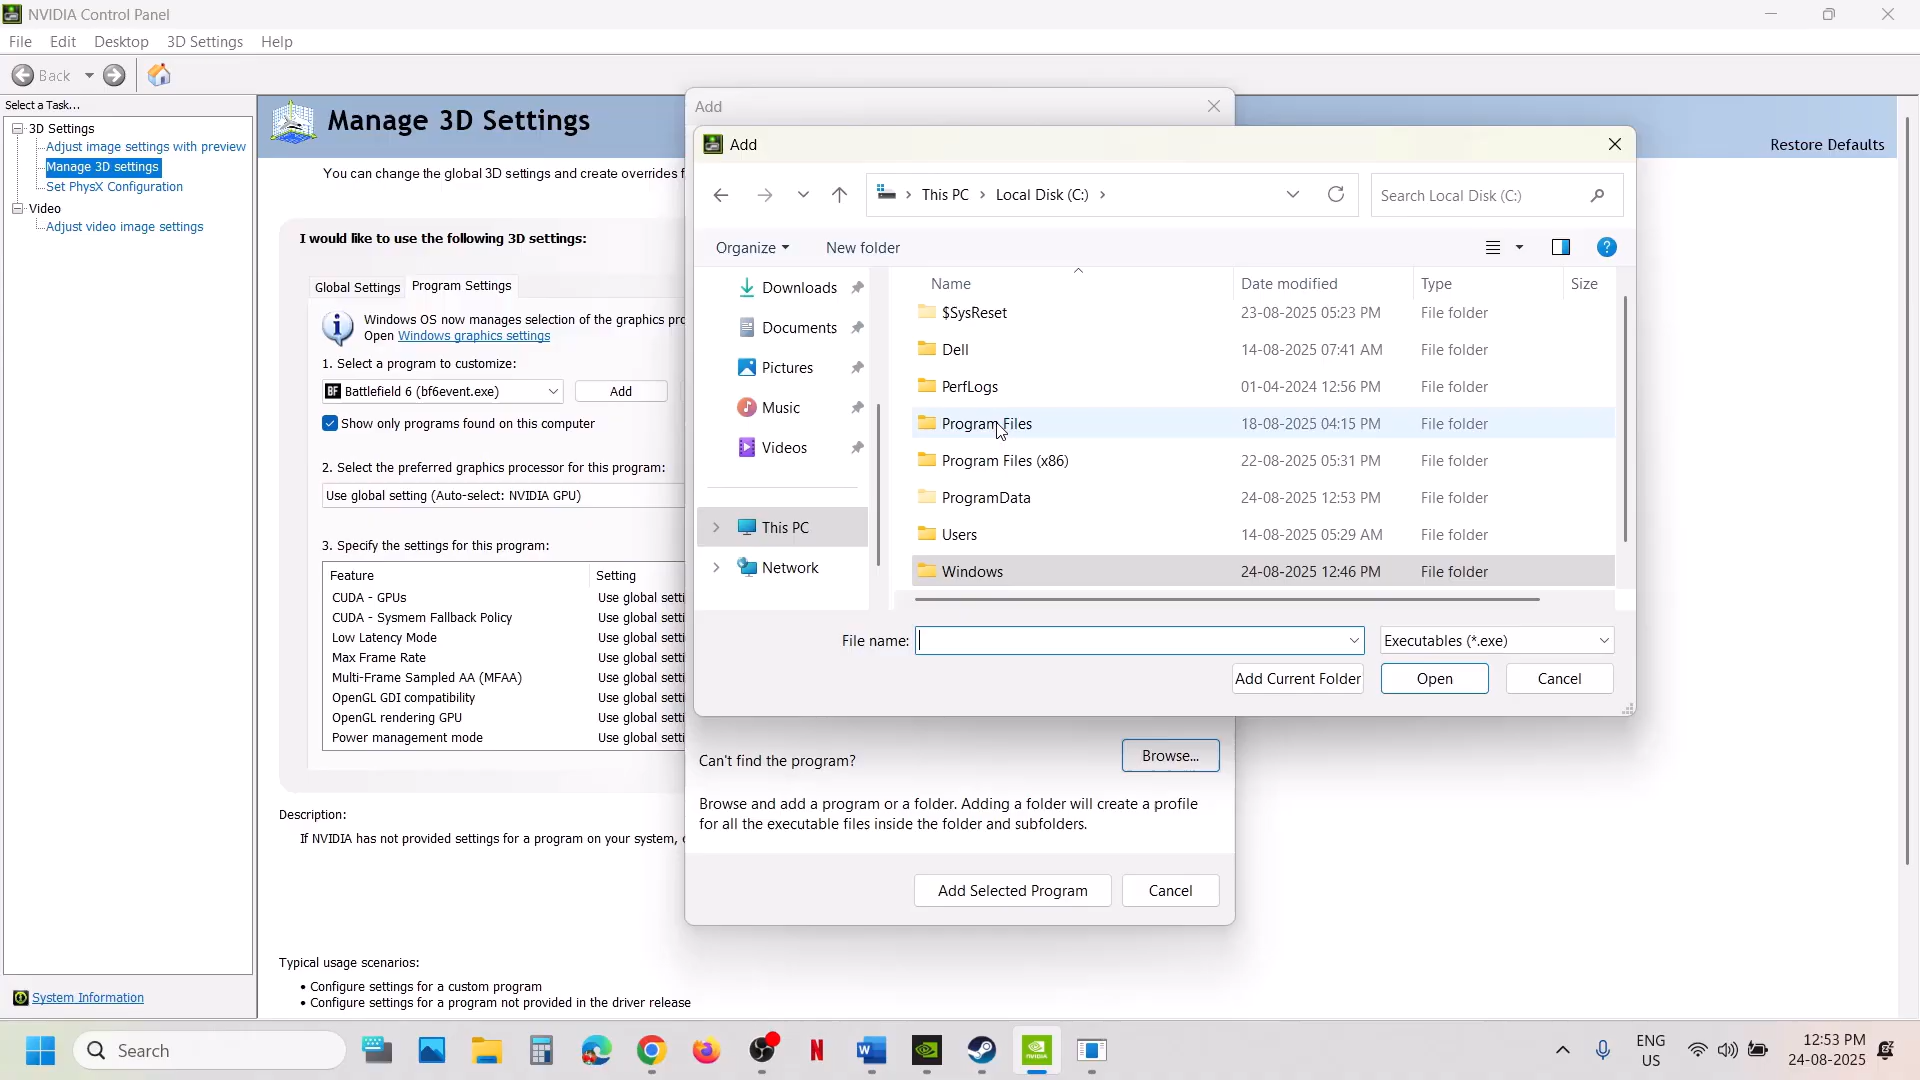 NVIDIA Control Panel
File Edit Desktop 3D Settings Help
Back
Select a Task...
3D Settings
Adjust image settings with preview
Manage 3D settings
Set PhysX Configuration
Video
Adjust video image settings
System Information
Manage 3D Settings
Restore Defaults
You can change the global 3D settings and create overrides f
I would like to use the following 3D settings:
Global Settings Program Settings
Windows OS now manages selection of the graphics pro
Open Windows graphics settings
1. Select a program to customize:
BF Battlefield 6 (bf6event.exe) Add
Show only programs found on this computer
2. Select the preferred graphics processor for this program:
Use global setting (Auto-select: NVIDIA GPU)
3. Specify the settings for this program:
Feature Setting
CUDA - GPUs Use global setti
CUDA - Sysmem Fallback Policy Use global setti
Low Latency Mode Use global setti
Max Frame Rate Use global setti
Multi-Frame Sampled AA (MFAA) Use global setti
OpenGL GDI compatibility Use global setti
OpenGL rendering GPU Use global setti
Power management mode Use global setti
Description:
If NVIDIA has not provided settings for a program on your system,
Typical usage scenarios:
• Configure settings for a custom program
• Configure settings for a program not provided in the driver release
Add
Add
This PC Local Disk (C:)
Search Local Disk (C:)
Organize New folder
Downloads
Documents
Pictures
Music
Videos
This PC
Network
Name Date modified Type Size
$SysReset 23-08-2025 05:23 PM File folder
Dell 14-08-2025 07:41 AM File folder
PerfLogs 01-04-2024 12:56 PM File folder
Program Files 18-08-2025 04:15 PM File folder
Program Files (x86) 22-08-2025 05:31 PM File folder
ProgramData 24-08-2025 12:53 PM File folder
Users 14-08-2025 05:29 AM File folder
Windows 24-08-2025 12:46 PM File folder
File name: Executables (*.exe)
Add Current Folder Open Cancel
Can't find the program? Browse...
Browse and add a program or a folder. Adding a folder will create a profile
for all the executable files inside the folder and subfolders.
Add Selected Program Cancel
Search
ENG
US
12:53 PM
24-08-2025